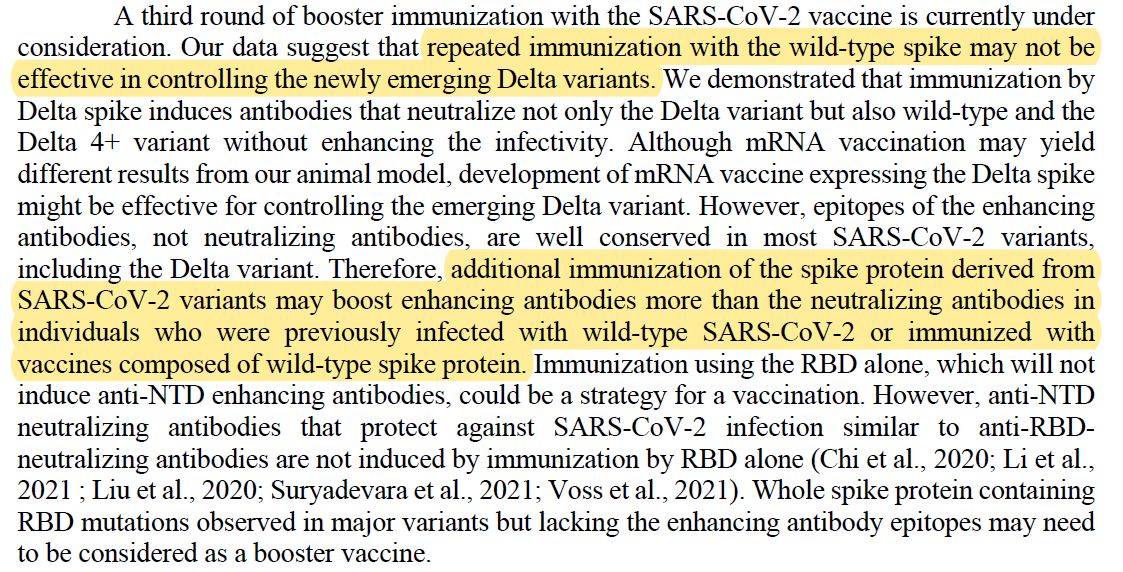 A third round of booster immunization with the SARS-CoV-2 vaccine is currently under
consideration. Our data suggest that repeated immunization with the wild-type spike may not be
effective in controlling the newly emerging Delta variants. We demonstrated that immunization by
Delta spike induces antibodies that neutralize not only the Delta variant but also wild-type and the
Delta 4+ variant without enhancing the infectivity. Although mRNA vaccination may yield
different results from our animal model, development of mRNA vaccine expressing the Delta spike
might be effective for controlling the emerging Delta variant. However, epitopes of the enhancing
antibodies, not neutralizing antibodies, are well conserved in most SARS-CoV-2 variants,
including the Delta variant. Therefore, additional immunization of the spike protein derived from
SARS-CoV-2 variants may boost enhancing antibodies more than the neutralizing antibodies in
individuals who were previously infected with wild-type SARS-CoV-2 or immunized with
vaccines composed of wild-type spike protein. Immunization using the RBD alone, which will not
induce anti-NTD enhancing antibodies, could be a strategy for a vaccination. However, anti-NTD
neutralizing antibodies that protect against SARS-CoV-2 infection similar to anti-RBD-
neutralizing antibodies are not induced by immunization by RBD alone (Chi et al., 2020; Li et al.,
2021 ; Liu et al., 2020; Suryadevara et al., 2021; Voss et al., 2021). Whole spike protein containing
RBD mutations observed in major variants but lacking the enhancing antibody epitopes may need
to be considered as a booster vaccine.